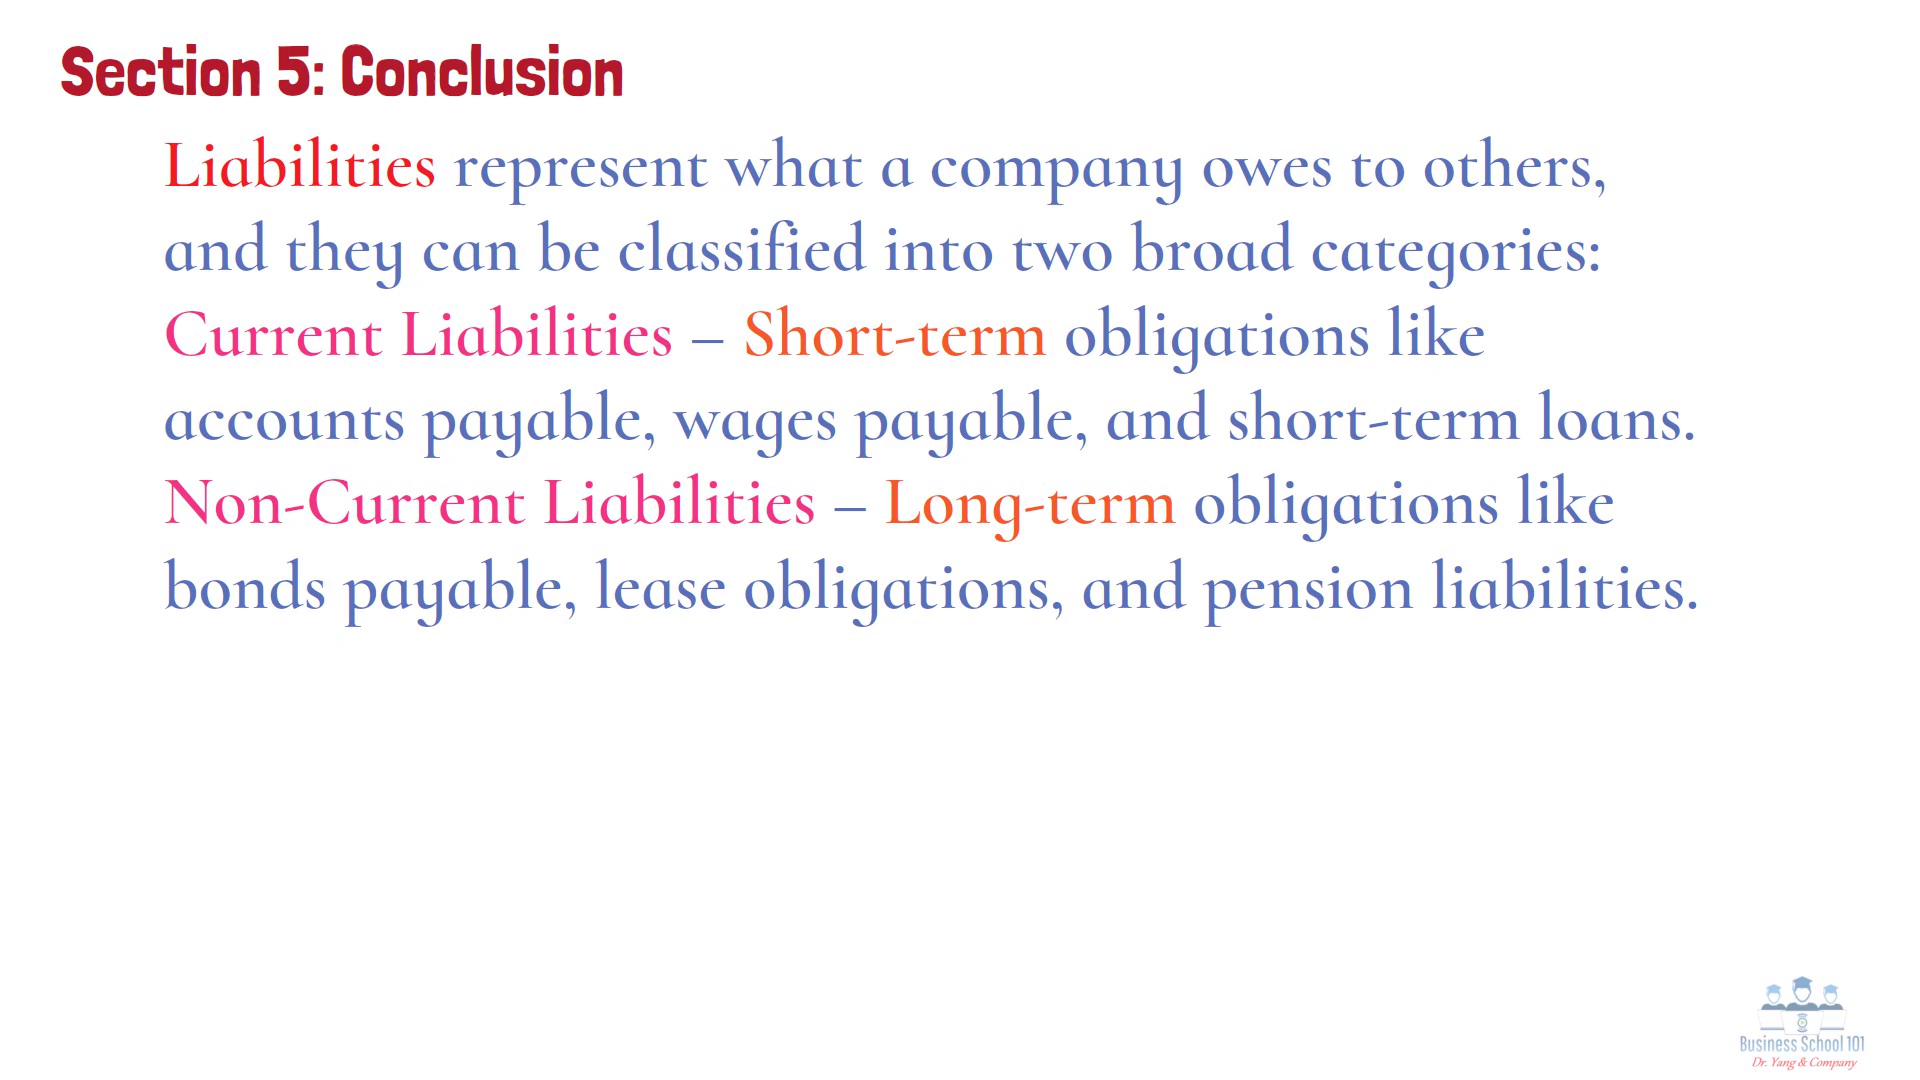 Section 5: Conclusion
Liabilities represent what a company owes to others,
and they can be classified into two broad categories:
Current Liabilities – Short-term obligations like
accounts payable, wages payable, and short-term loans.
Non-Current Liabilities – Long-term obligations like
bonds payable, lease obligations, and pension liabilities.
Business School 101
Dr. Yang & Company